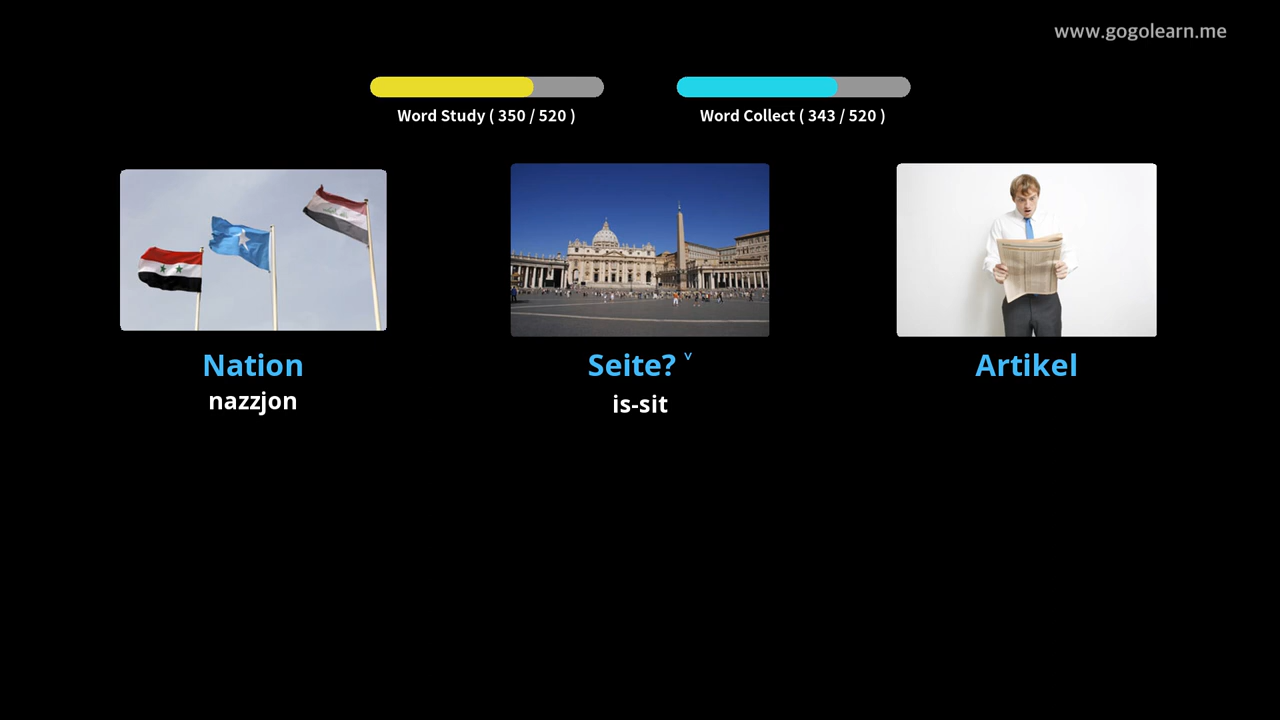 www.gogolearn.me
Word Study ( 350 / 520 )
Word Collect ( 343 / 520 )
Nation
nazzjon
Seite? ˅
is-sit
Artikel